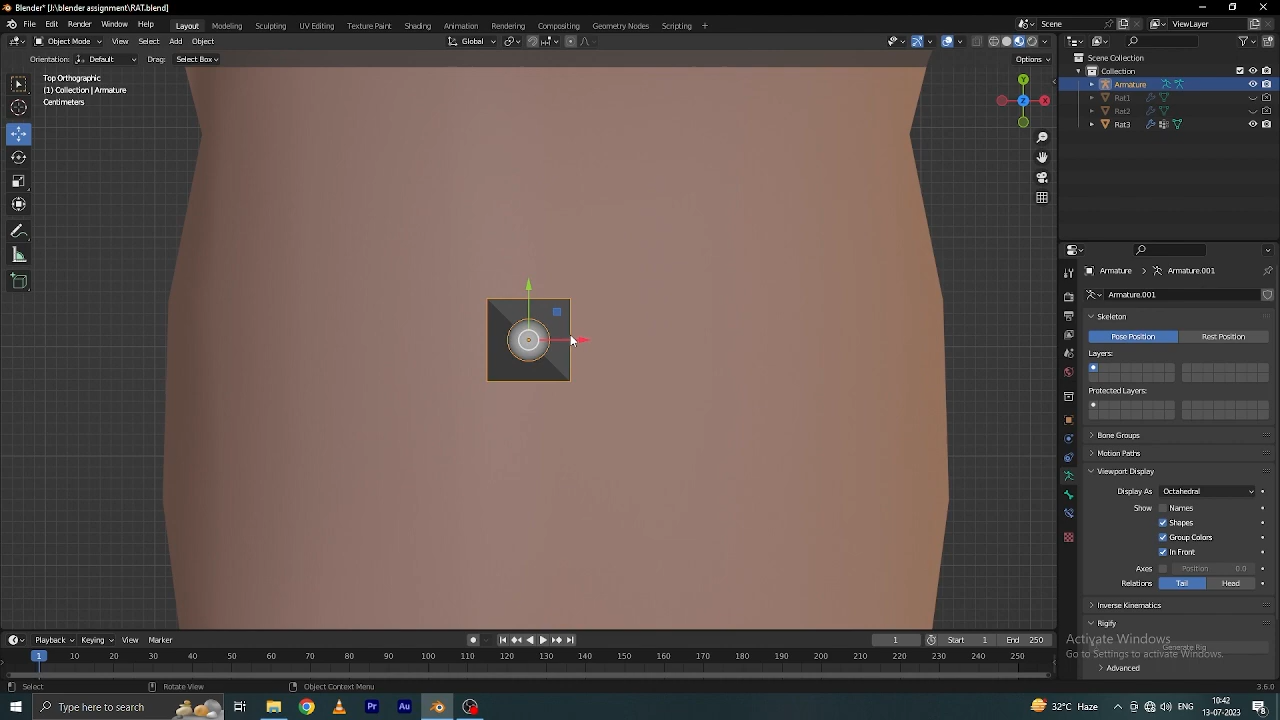 Blender* [J:\blender assignment\RAT.blend]
File Edit Render Window Help Layout Modeling Sculpting UV Editing Texture Paint Shading Animation Rendering Compositing Geometry Nodes Scripting + Scene ViewLayer
Object Mode View Select Add Object Global
Orientation: Default Drag: Select Box Options
Top Orthographic
(1) Collection | Armature
Centimeters
Y
Z
X
Scene Collection
Collection
Armature
Rat1
Rat2
Rat3
Armature Armature.001
Armature.001
Skeleton
Pose Position Rest Position
Layers:
Protected Layers:
Bone Groups
Motion Paths
Viewport Display
Display As Octahedral
Show Names
Shapes
Group Colors
In Front
Axes Position 0.0
Relations Tail Head
Inverse Kinematics
Rigify
Generate Rig
Advanced
Activate Windows
Go to Settings to activate Windows.
Playback Keying View Marker 1 Start 1 End 250
1 10 20 30 40 50 60 70 80 90 100 110 120 130 140 150 160 170 180 190 200 210 220 230 240 250
Select Rotate View Object Context Menu 3.6.0
Type here to search Pr Au 32°C 10:42
13-07-2023